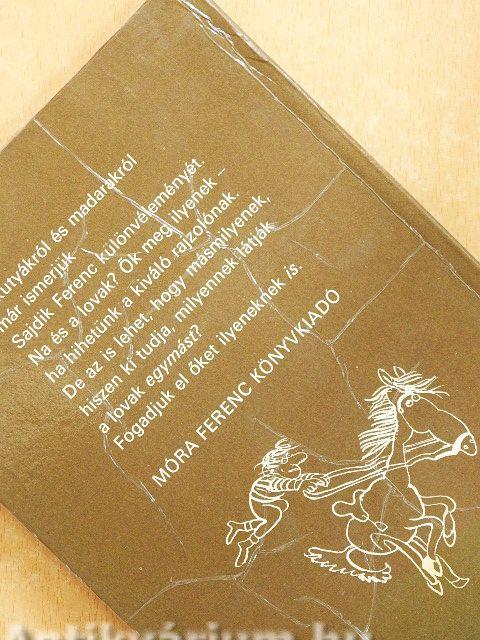 kutyákról és madarakról
már ismerjük
Sajdik Ferenc különvéleményét.
Na és a lovak? Ők meg ilyenek –
ha hihetünk a kiváló rajzolónak.
De az is lehet, hogy másmilyenek,
hiszen ki tudja, milyennek látják
a lovak egymást?
Fogadjuk el őket ilyeneknek is.
MÓRA FERENC KÖNYVKIADÓ
Antikvárium.hu